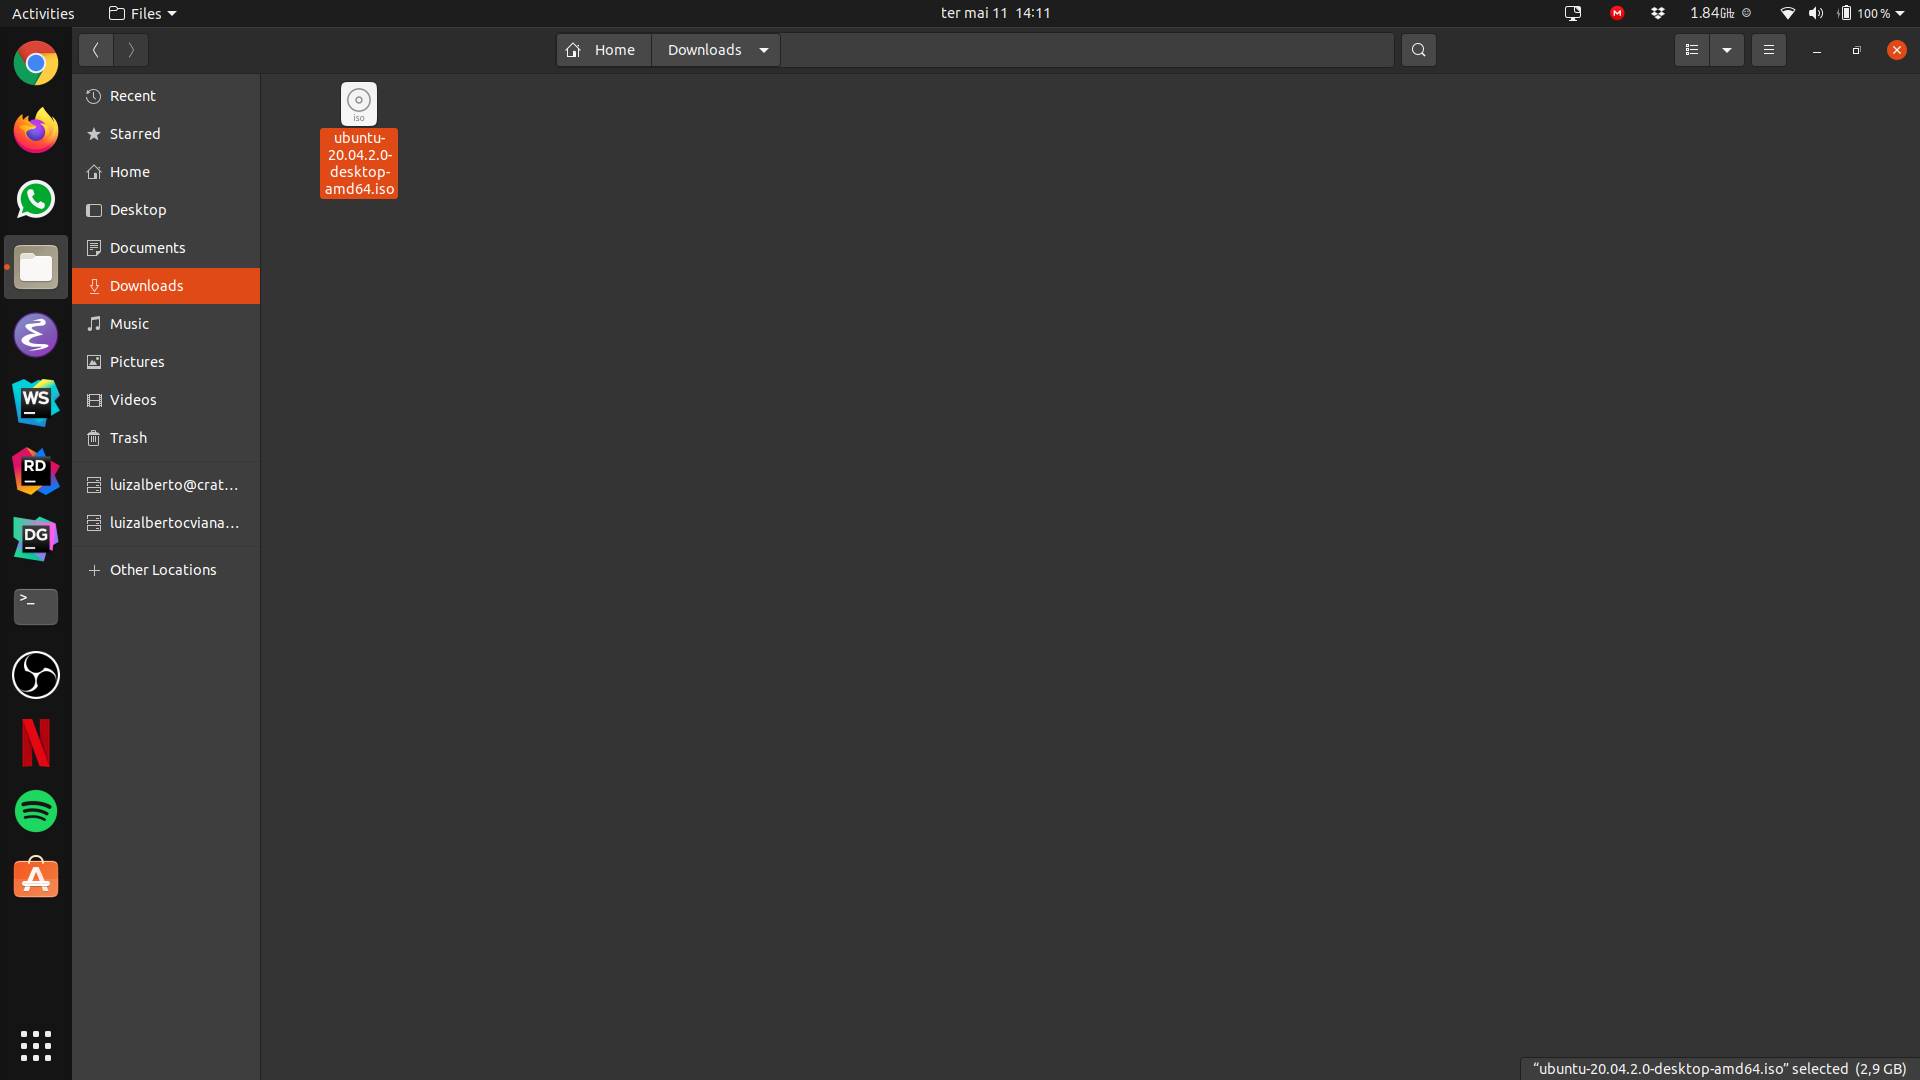 Activities
Files
ter mai 11 14:11
1.84GHz
100 %
Home
Downloads
Recent
Starred
Home
Desktop
Documents
Downloads
Music
Pictures
Videos
Trash
luizalberto@crat...
luizalbertocviana...
Other Locations
iso
ubuntu-
20.04.2.0-
desktop-
amd64.iso
WS
RD
DG
>_
“ubuntu-20.04.2.0-desktop-amd64.iso” selected (2,9 GB)